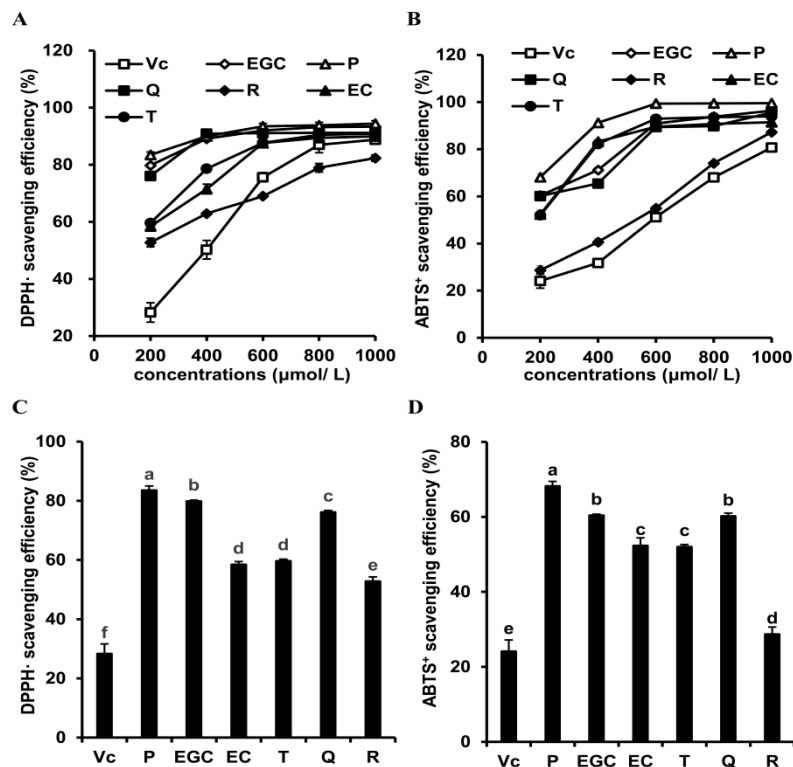 A
DPPH· scavenging efficiency (%)
120
100
80
60
40
20
Vc EGC P
Q R EC
T
0 200 400 600 800 1000
concentrations (μmol/ L)
B
ABTS⁺ scavenging efficiency (%)
120
100
80
60
40
20
0
Vc EGC P
Q R EC
T
0 200 400 600 800 1000
concentrations (μmol/ L)
C
DPPH· scavenging efficiency (%)
100
80
60
40
20
0
f a b d d c e
Vc P EGC EC T Q R
D
ABTS⁺ scavenging efficiency (%)
80
60
40
20
0
e a b c c b d
Vc P EGC EC T Q R